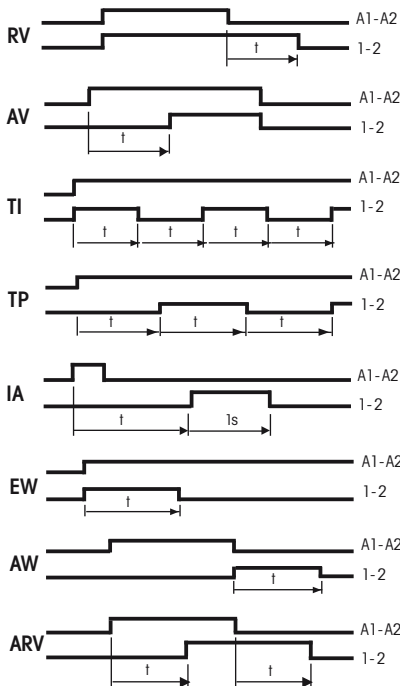 A1-A2
RV
t
1-2
A1-A2
AV
1-2
t
A1-A2
TI
1-2
t t t t
A1-A2
TP
1-2
t t t
A1-A2
IA
1-2
t 1s
A1-A2
EW
1-2
t
A1-A2
AW
t
1-2
A1-A2
ARV
1-2
t t